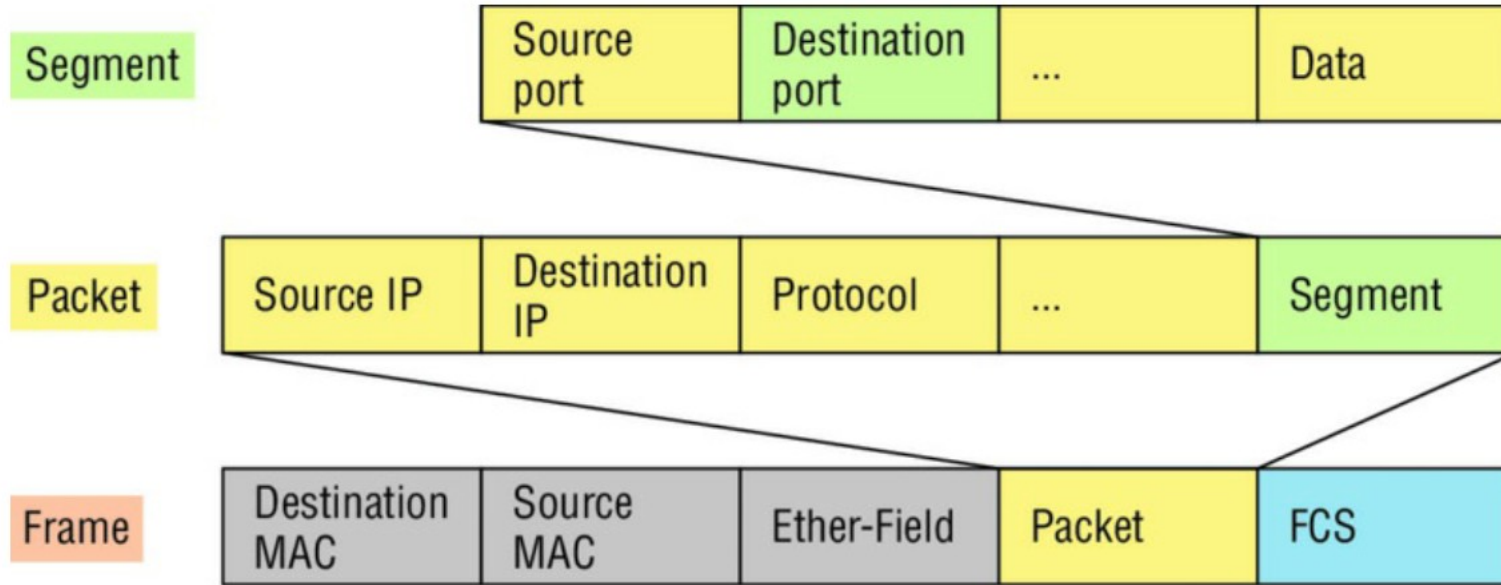 Segment
Source port
Destination port
...
Data
Packet
Source IP
Destination IP
Protocol
...
Segment
Frame
Destination MAC
Source MAC
Ether-Field
Packet
FCS